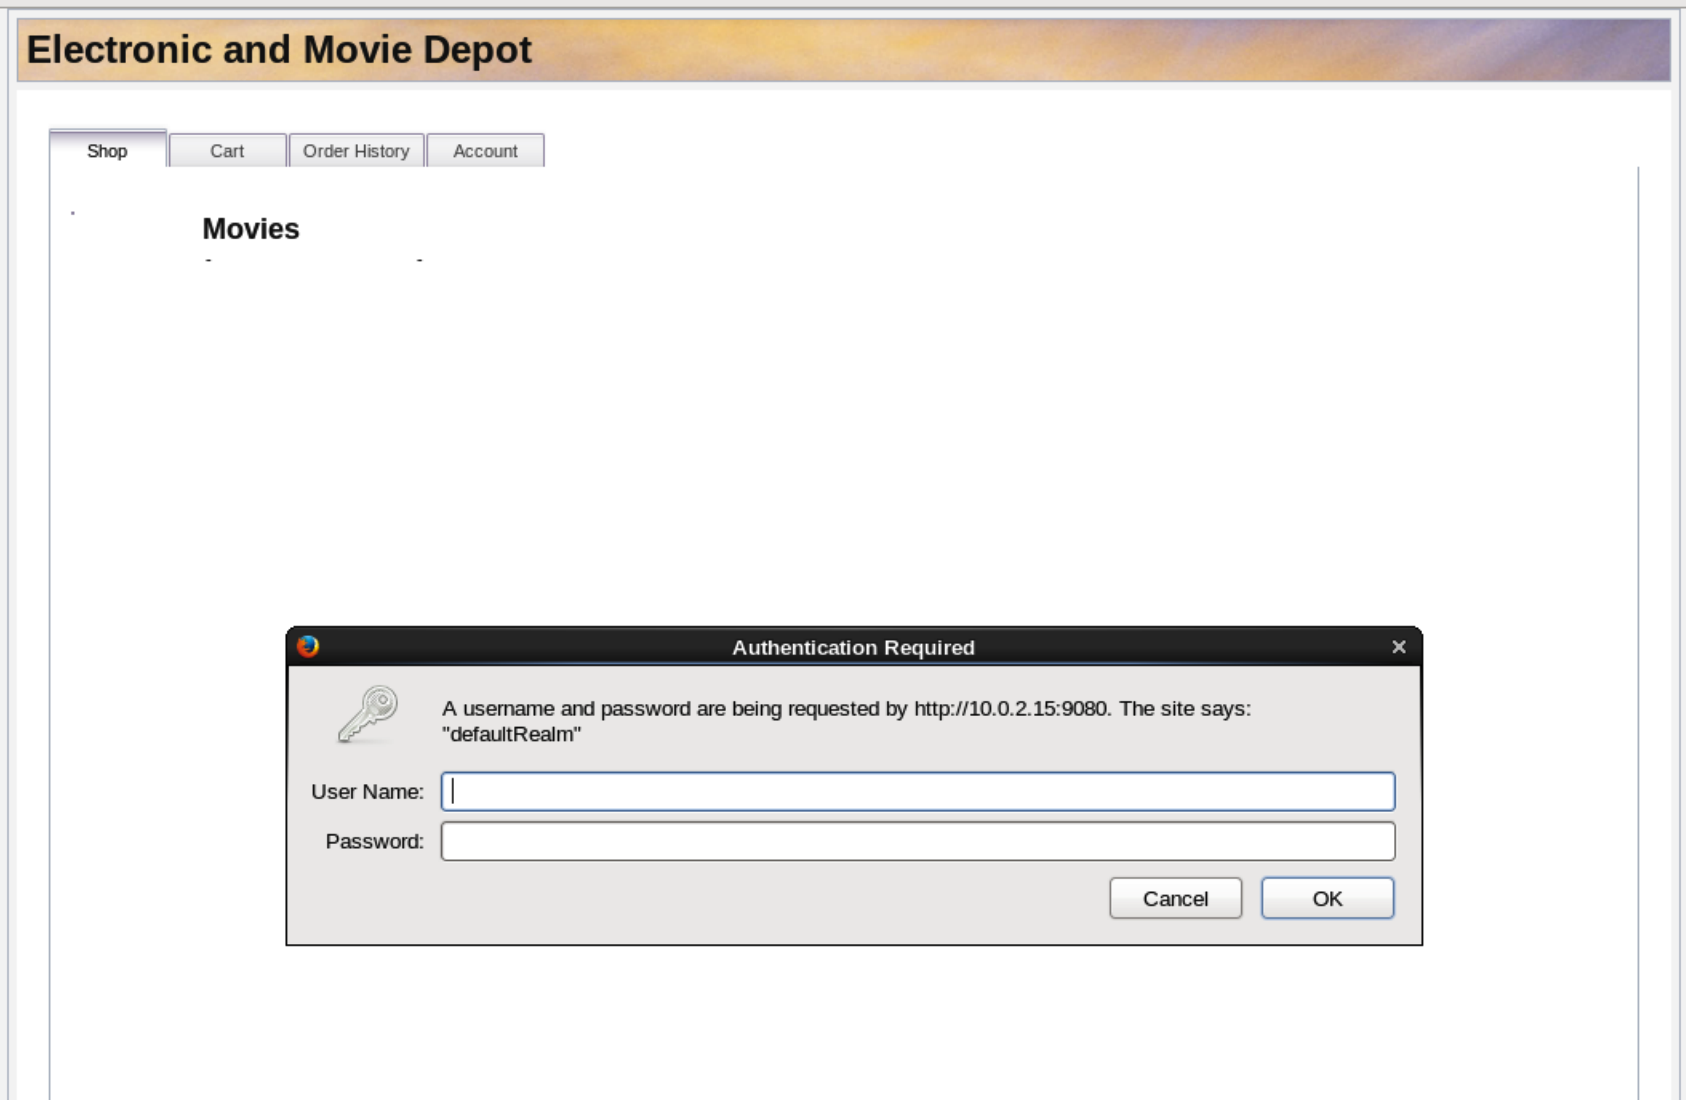 Electronic and Movie Depot
Shop
Cart
Order History
Account
Movies
Authentication Required
A username and password are being requested by http://10.0.2.15:9080. The site says:
"defaultRealm"
User Name:
Password:
Cancel
OK